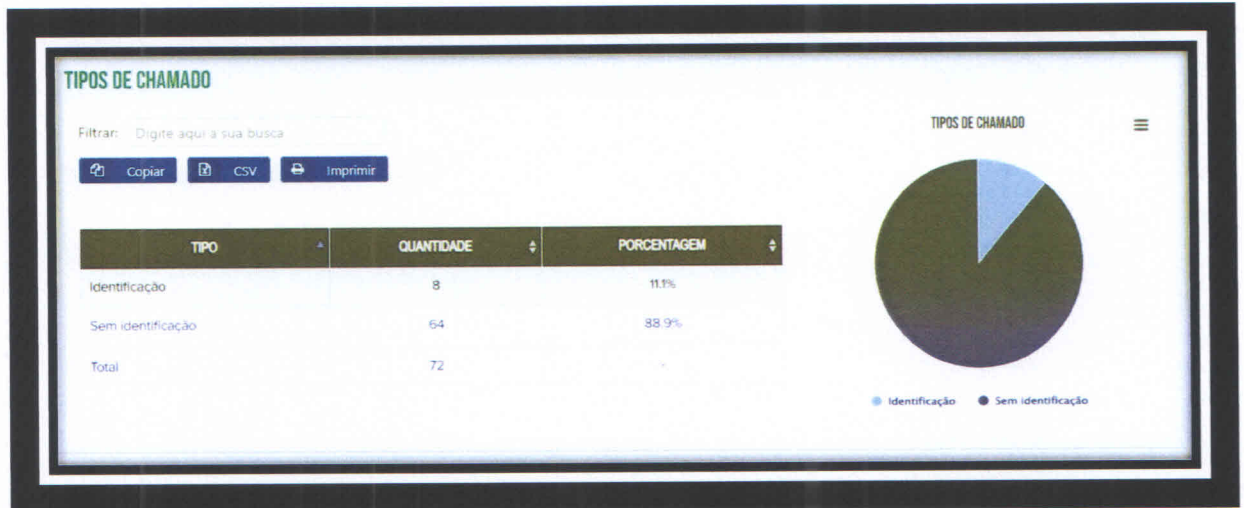 TIPOS DE CHAMADO
Filtrar: Digite aqui a sua busca
Copiar CSV Imprimir
TIPO QUANTIDADE PORCENTAGEM
Identificação 8 11.1%
Sem identificação 64 88.9%
Total 72 -
TIPOS DE CHAMADO
Identificação Sem identificação